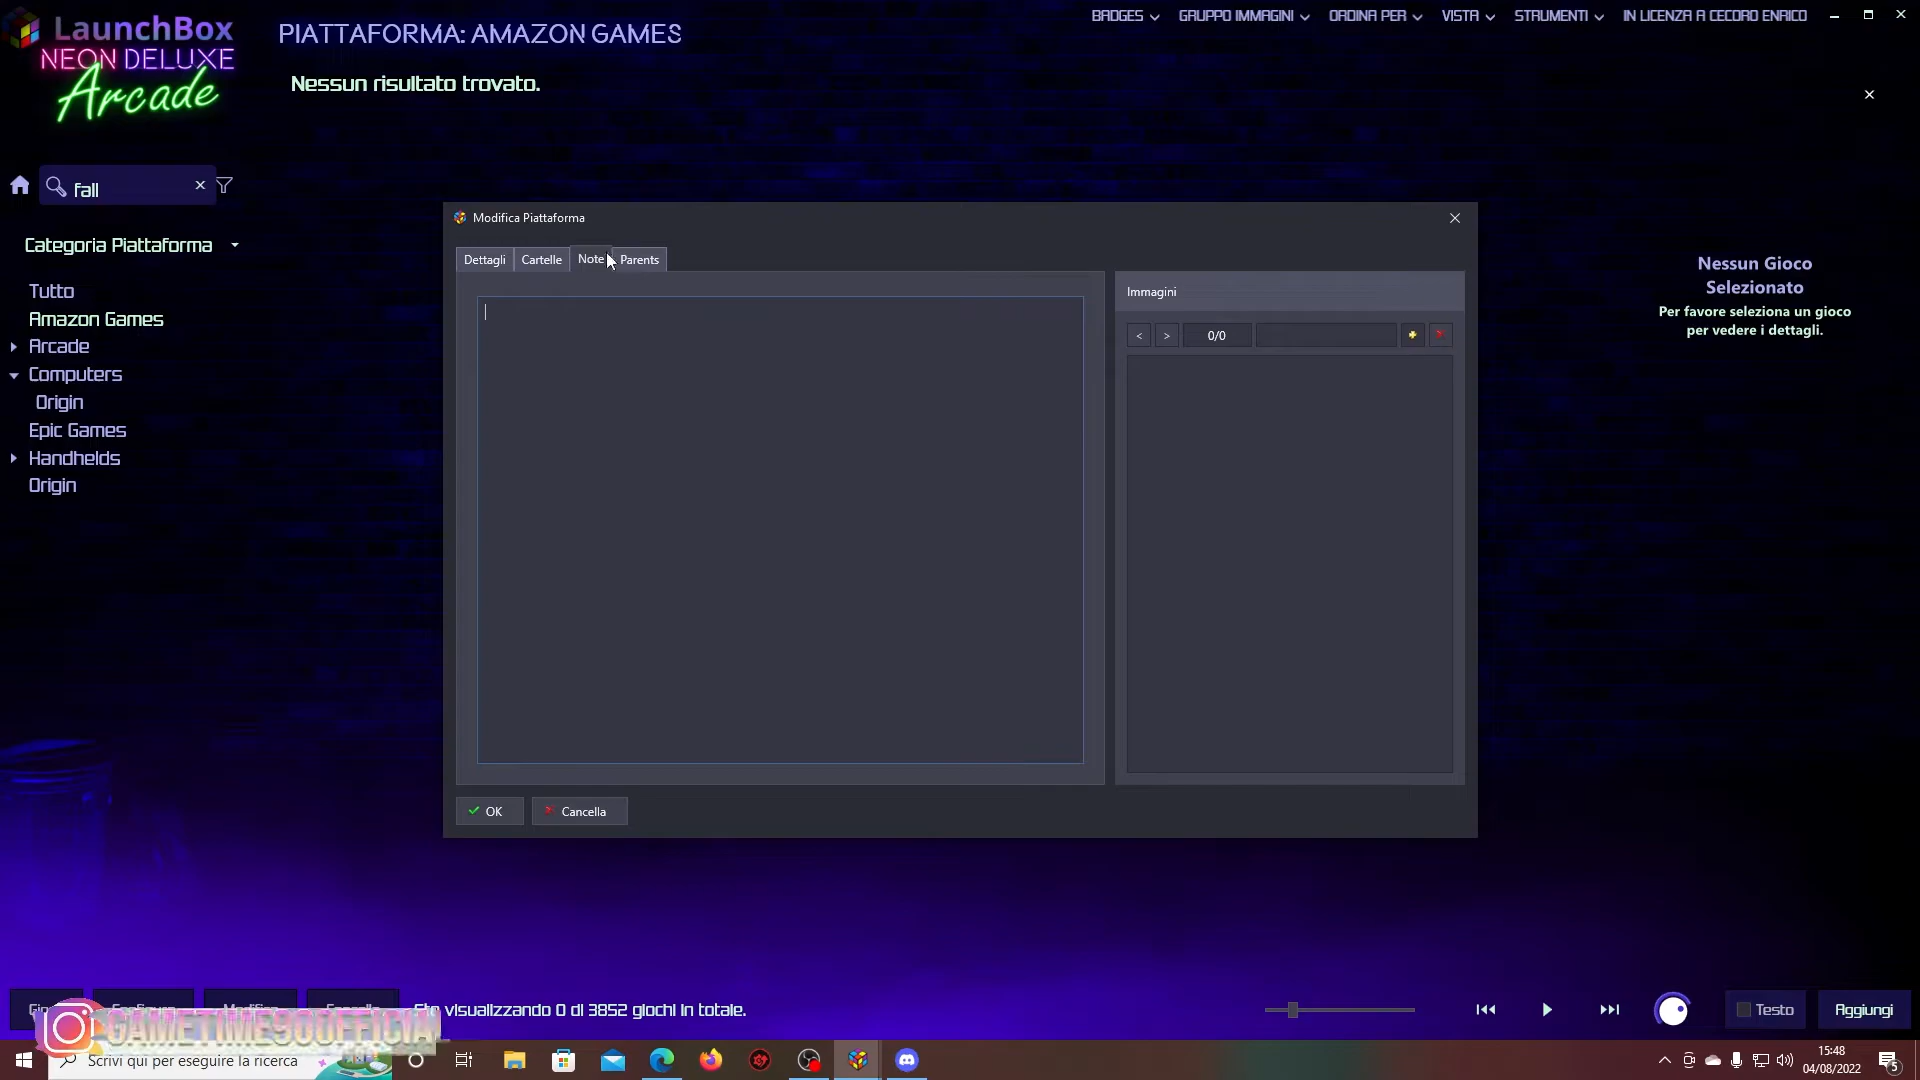 LaunchBox
NEON DELUXE
Arcade
PIATTAFORMA: AMAZON GAMES
BADGES
GRUPPO IMMAGINI
ORDINA PER
VISTA
STRUMENTI
IN LICENZA A CECORO ENRICO
Nessun risultato trovato.
fall
Categoria Piattaforma
Tutto
Amazon Games
Arcade
Computers
Origin
Epic Games
Handhelds
Origin
Modifica Piattaforma
Dettagli
Cartelle
Note
Parents
Immagini
<
>
0/0
OK
Cancella
Nessun Gioco
Selezionato
Per favore seleziona un gioco
per vedere i dettagli.
Sto visualizzando 0 di 3852 giochi in totale.
Testo
Aggiungi
Scrivi qui per eseguire la ricerca
15:48
04/08/2022
5